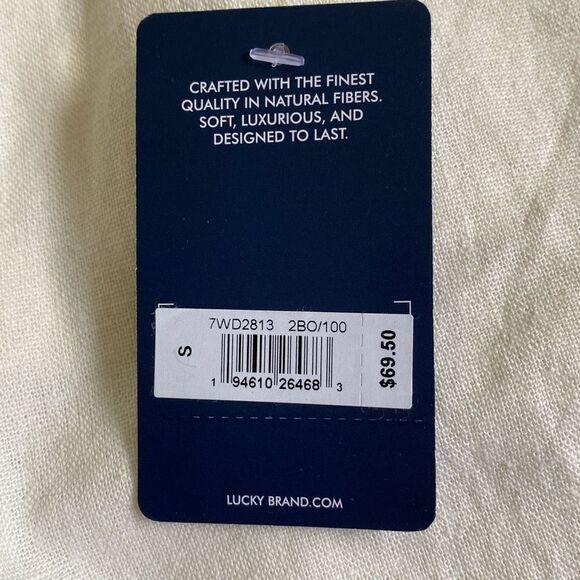 CRAFTED WITH THE FINEST
QUALITY IN NATURAL FIBERS.
SOFT, LUXURIOUS, AND
DESIGNED TO LAST.
7WD2813 2BO/100
S
1 94610 26468 3
$69.50
LUCKY BRAND.COM